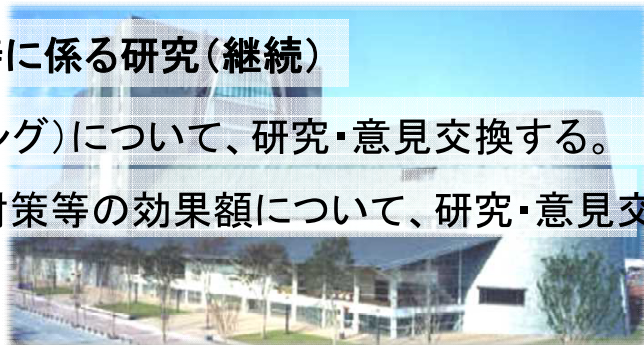 に係る研究(継続)
ング)について、研究・意見交換する。
対策等の効果額について、研究・意見交